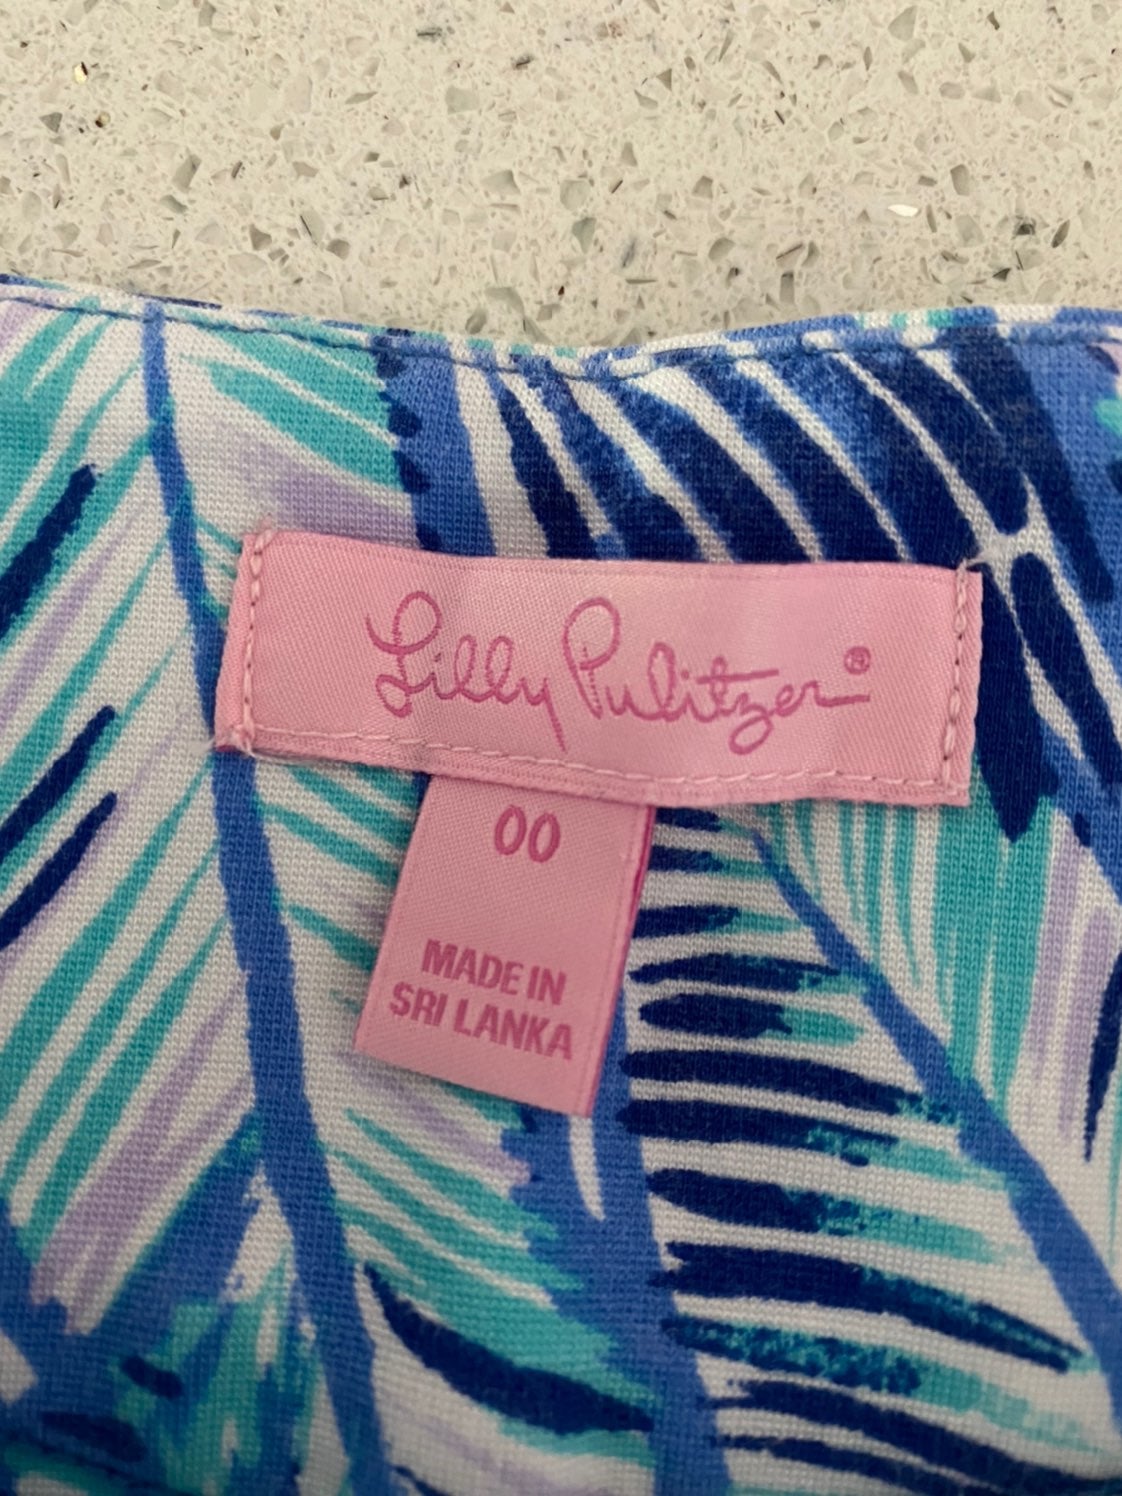 Lilly Pulitzer®
00
MADE IN
SRI LANKA